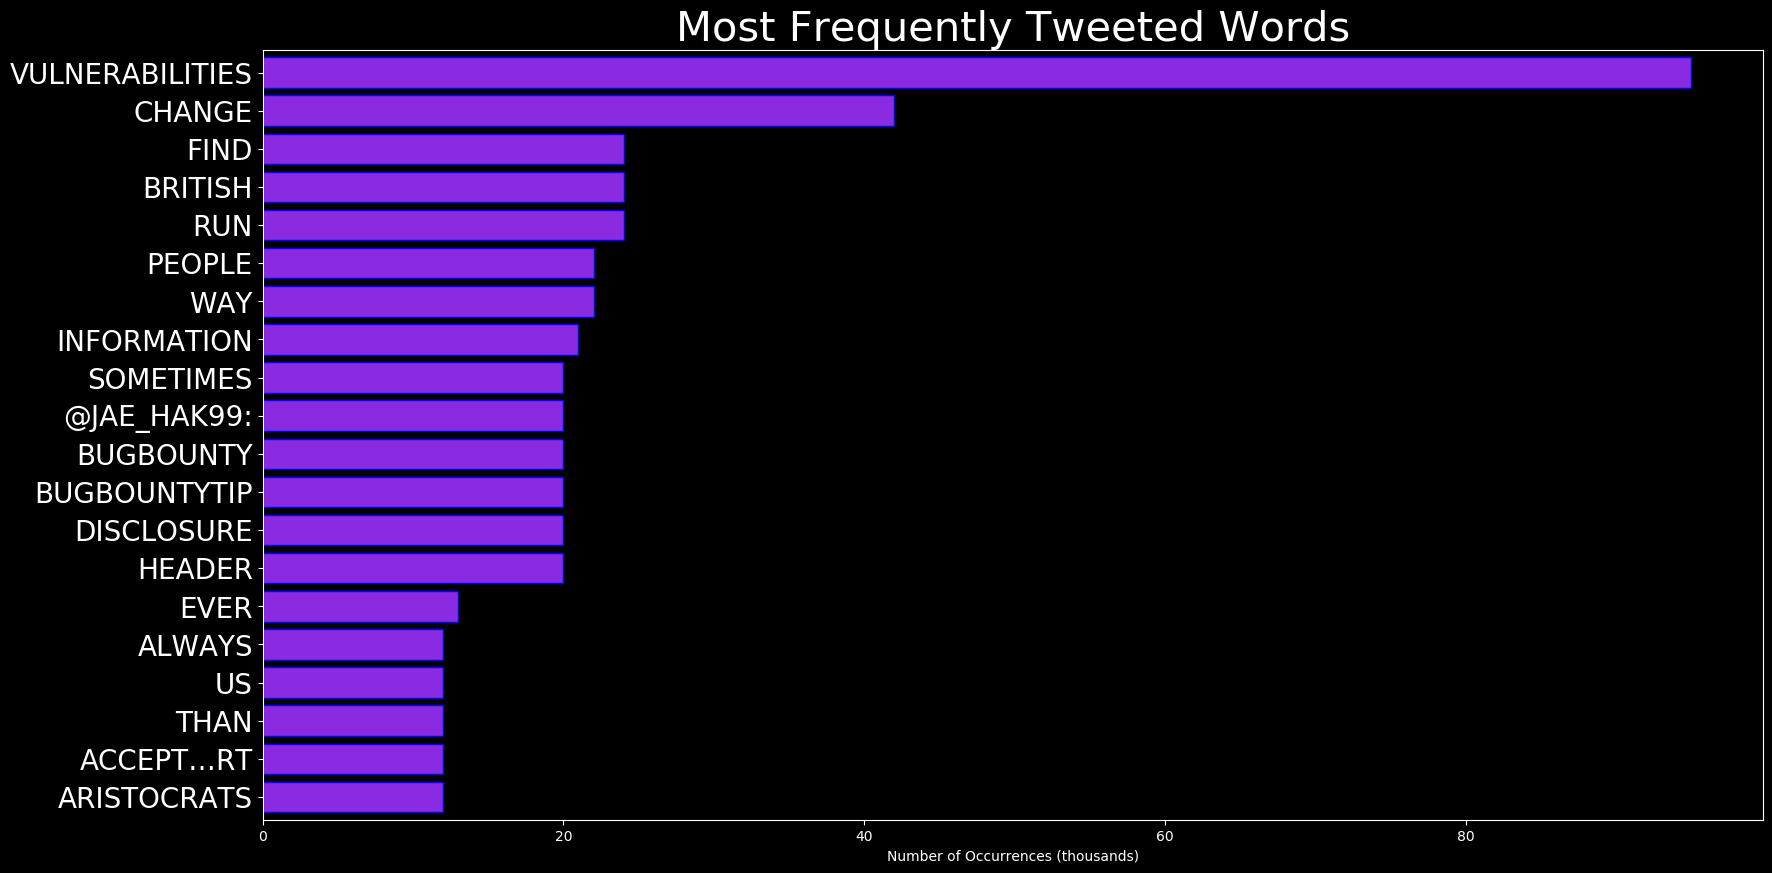 Most Frequently Tweeted Words
VULNERABILITIES
CHANGE
FIND
BRITISH
RUN
PEOPLE
WAY
INFORMATION
SOMETIMES
@JAE_HAK99:
BUGBOUNTY
BUGBOUNTYTIP
DISCLOSURE
HEADER
EVER
ALWAYS
US
THAN
ACCEPT…RT
ARISTOCRATS
0 20 40 60 80
Number of Occurrences (thousands)